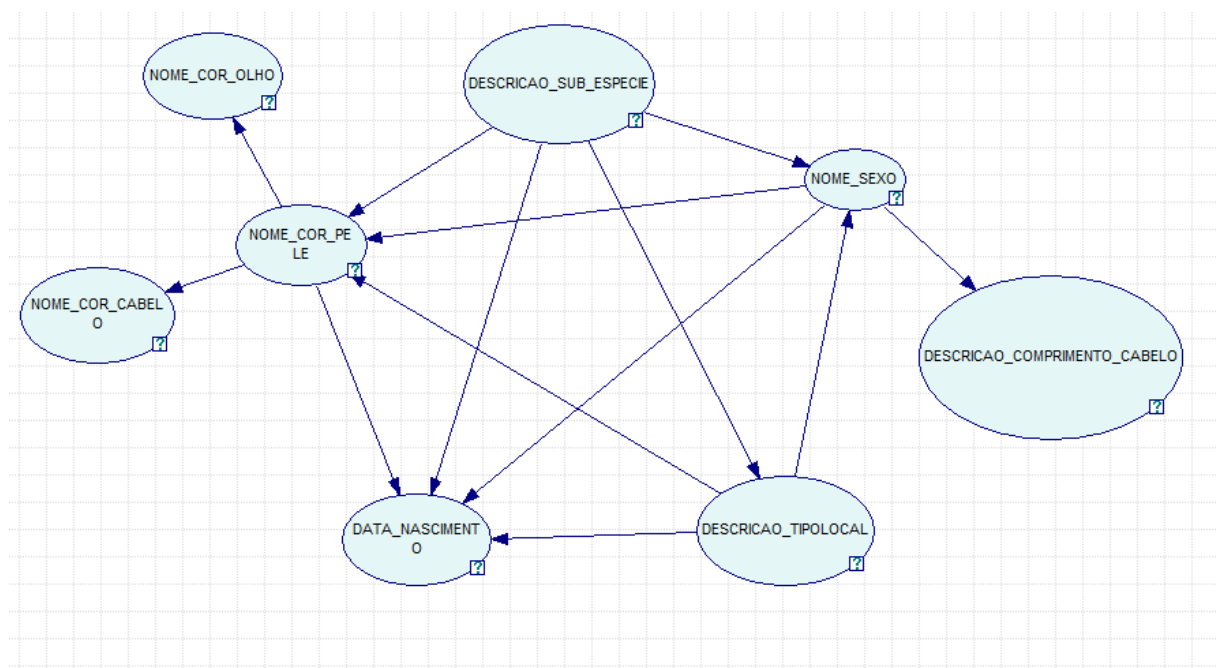 NOME_COR_OLHO
?
DESCRICAO_SUB_ESPECIE
?
NOME_SEXO
?
NOME_COR_PE
LE
?
NOME_COR_CABEL
O
?
DESCRICAO_COMPRIMENTO_CABELO
?
DATA_NASCIMENT
O
?
DESCRICAO_TIPOLOCAL
?